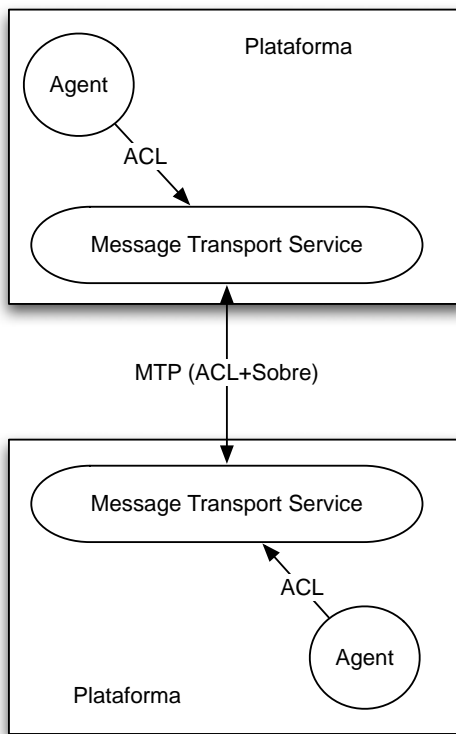 Plataforma
Agent
ACL
Message Transport Service
MTP (ACL+Sobre)
Message Transport Service
ACL
Agent
Plataforma